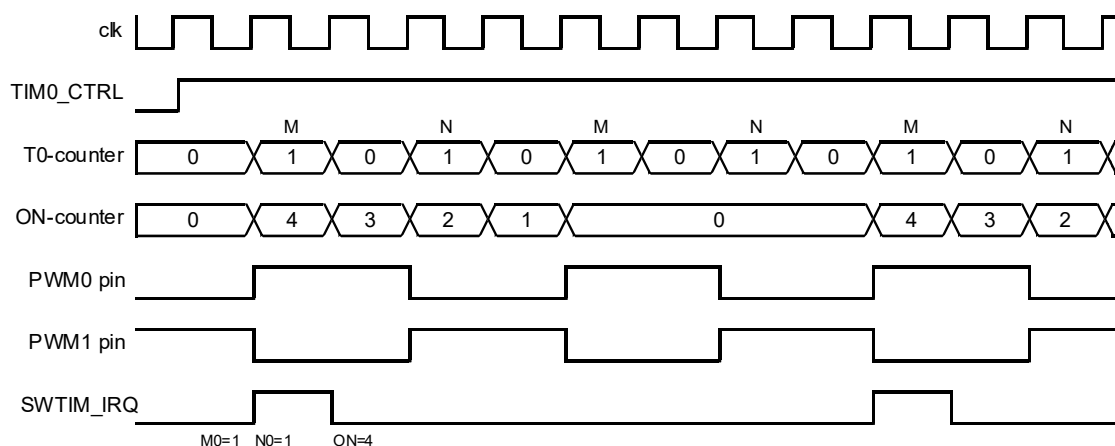 clk
TIM0_CTRL
M N M N M N
T0-counter 0 1 0 1 0 1 0 1 0 1 0 1
ON-counter 0 4 3 2 1 0 4 3 2
PWM0 pin
PWM1 pin
SWTIM_IRQ
M0=1 N0=1 ON=4